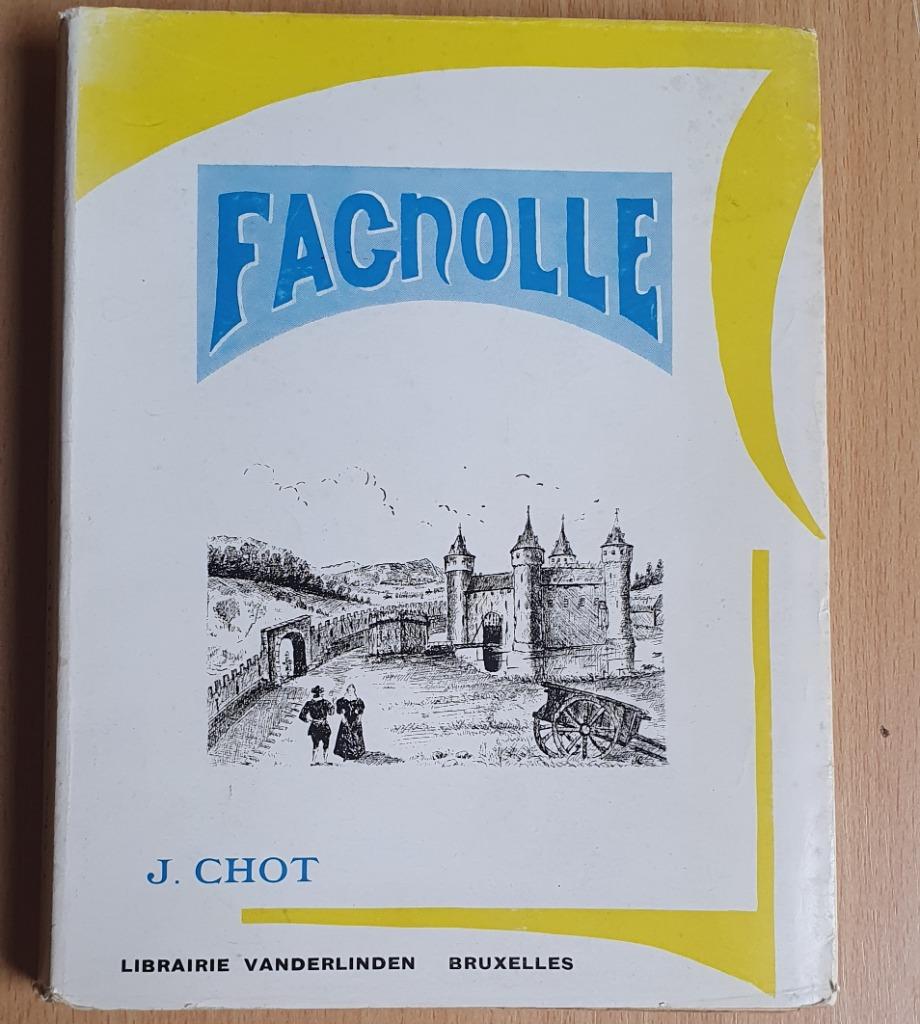 FAGNOLLE
J. CHOT
LIBRAIRIE VANDERLINDEN BRUXELLES